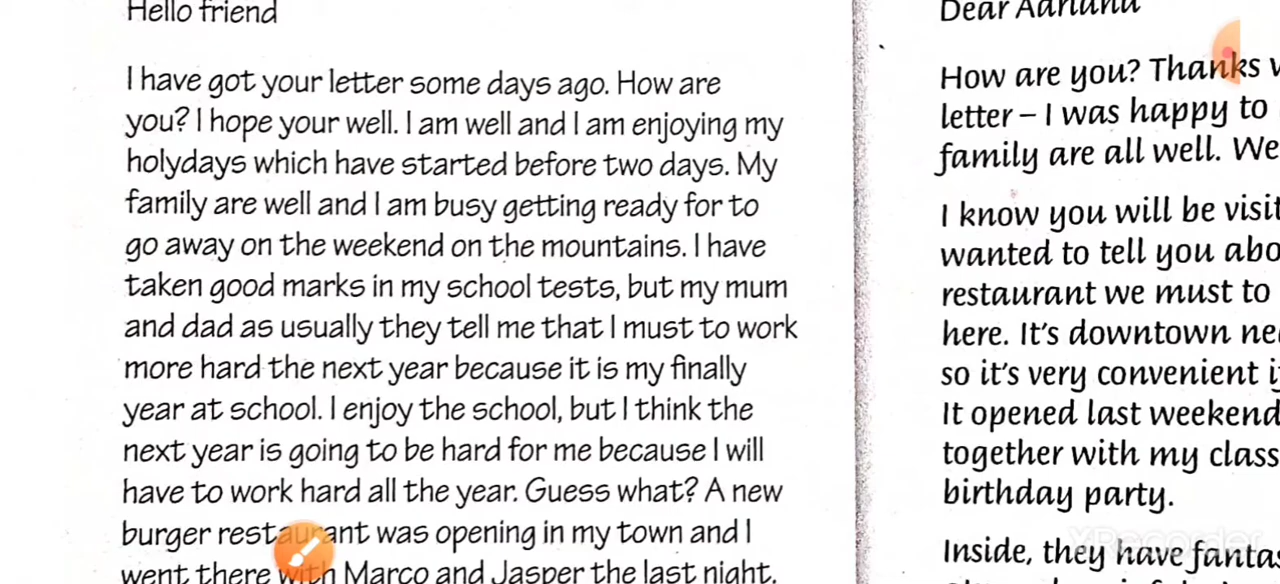 Hello friend
I have got your letter some days ago. How are
you? I hope your well. I am well and I am enjoying my
holydays which have started before two days. My
family are well and I am busy getting ready for to
go away on the weekend on the mountains. I have
taken good marks in my school tests, but my mum
and dad as usually they tell me that I must to work
more hard the next year because it is my finally
year at school. I enjoy the school, but I think the
next year is going to be hard for me because I will
have to work hard all the year. Guess what? A new
burger restaurant was opening in my town and I
went there with Marco and Jasper the last night.
Dear
How are you? Thanks
letter – I was happy to
family are all well. We
I know you will be
wanted to tell you
restaurant we must to
here. It's downtown
so it's very convenient
It opened last weekend
together with my
birthday party.
Inside, they have
XRecorder